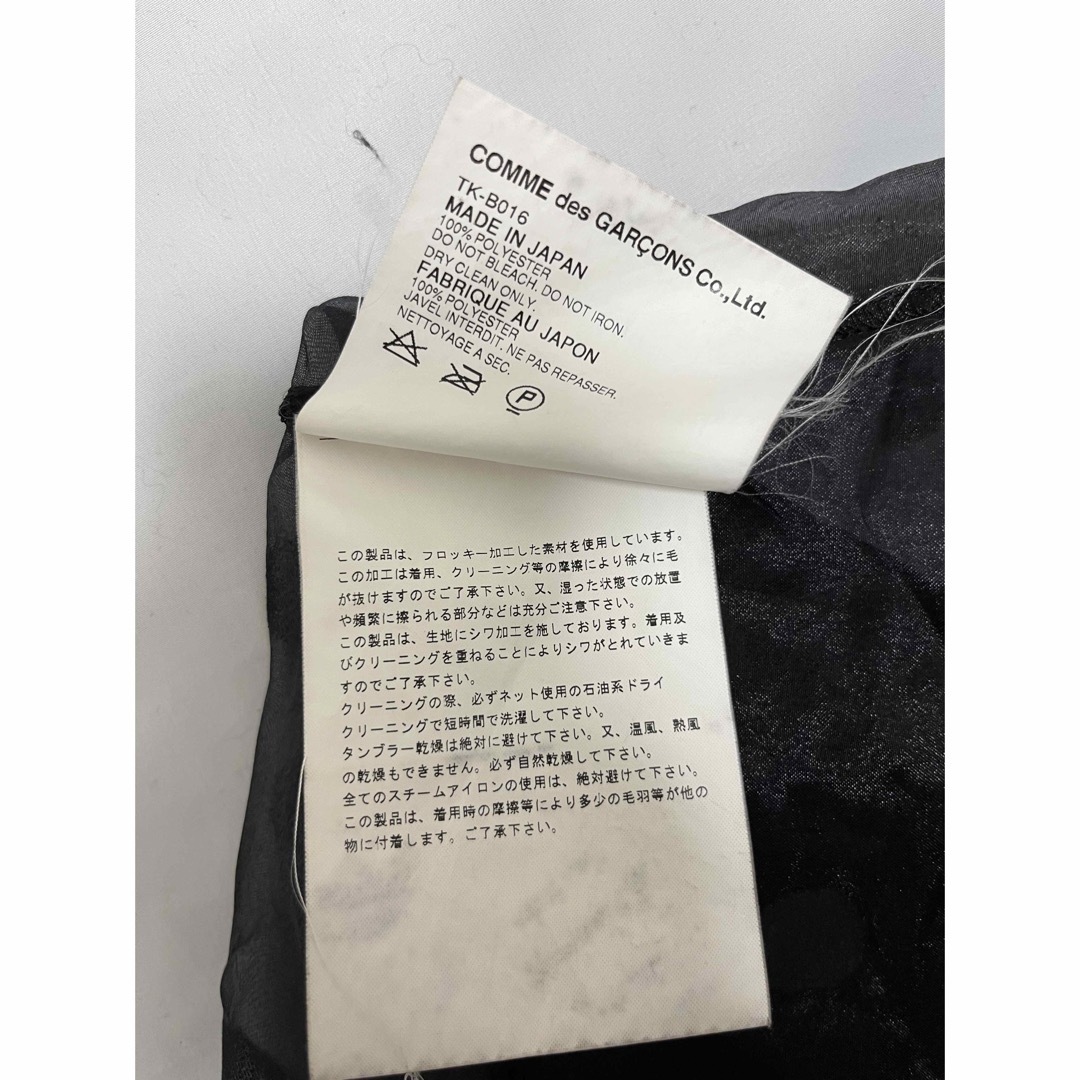 COMME des GARÇONS Co.,Ltd.
TK-B016
MADE IN JAPAN
100% POLYESTER
DO NOT BLEACH. DO NOT IRON.
DRY CLEAN ONLY.
FABRIQUE AU JAPON
100% POLYESTER
JAVEL INTERDIT. NE PAS REPASSER.
NETTOYAGE A SEC.
P
この製品は、フロッキー加工した素材を使用しています。
この加工は着用、クリーニング等の摩擦により徐々に毛
が抜けますのでご了承下さい。又、湿った状態での放置
や頻繁に擦られる部分などは充分ご注意下さい。
この製品は、生地にシワ加工を施しております。着用及
びクリーニングを重ねることによりシワがとれていきま
すのでご了承下さい。
クリーニングの際、必ずネット使用の石油系ドライ
クリーニングで短時間で洗濯して下さい。
タンブラー乾燥は絶対に避けて下さい。又、温風、熱風
の乾燥もできません。必ず自然乾燥して下さい。
全てのスチームアイロンの使用は、絶対避けて下さい。
この製品は、着用時の摩擦等により多少の毛羽等が他の
物に付着します。ご了承下さい。